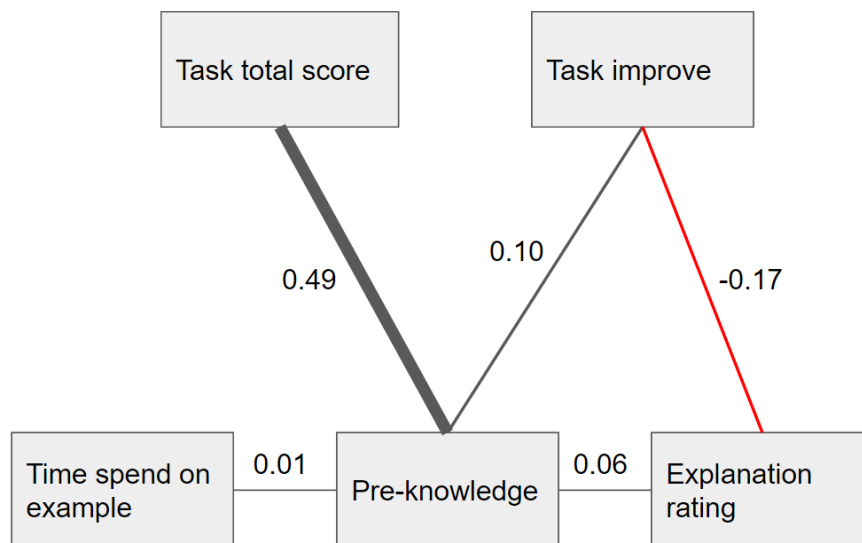 Task total score
Task improve
0.49
0.10
-0.17
Time spend on
example
0.01
Pre-knowledge
0.06
Explanation
rating